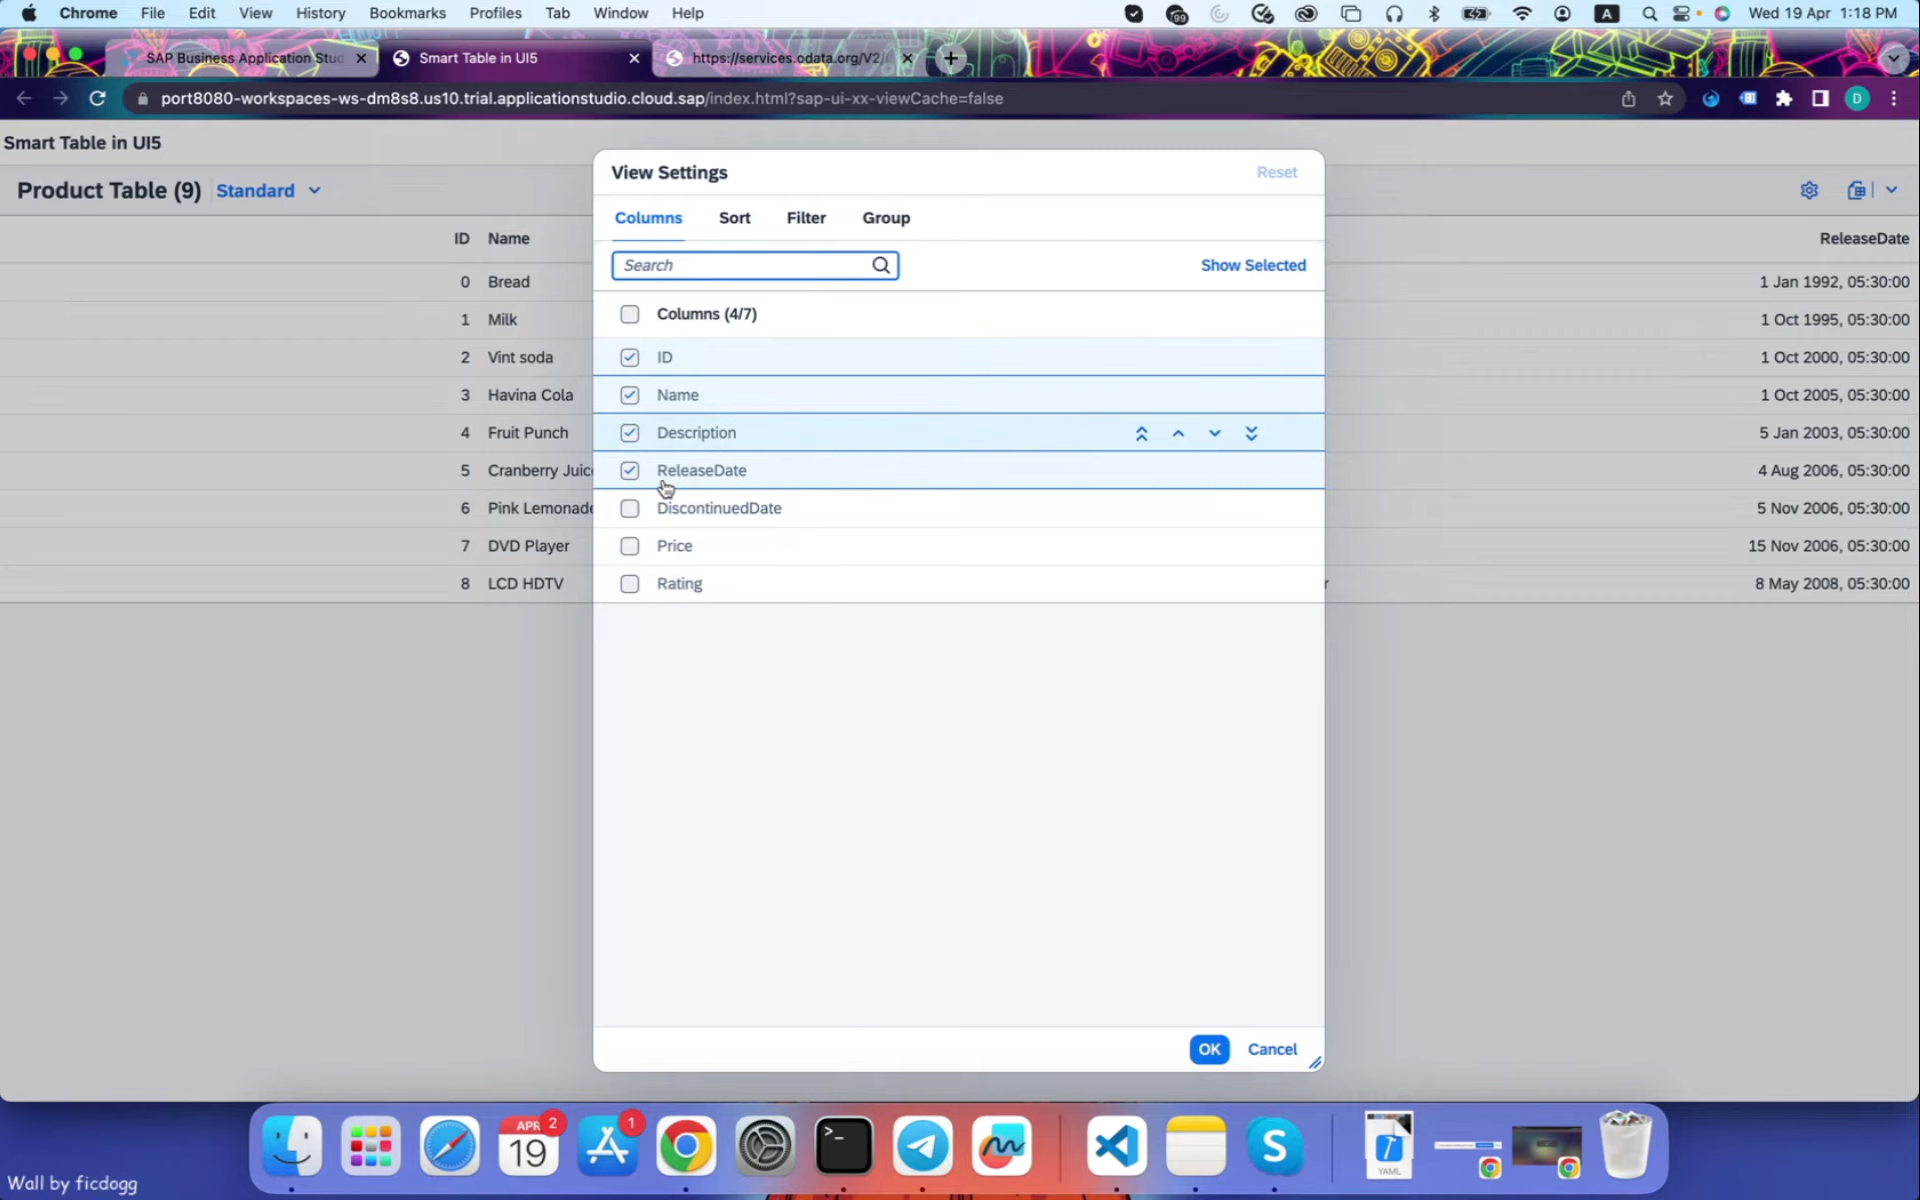 Chrome File Edit View History Bookmarks Profiles Tab Window Help 99 A Wed 19 Apr 1:18 PM
SAP Business Application Stud Smart Table in UI5 https://services.odata.org/V2/
port8080-workspaces-ws-dm8s8.us10.trial.applicationstudio.cloud.sap/index.html?sap-ui-xx-viewCache=false D
Smart Table in UI5
Product Table (9) Standard
ID Name ReleaseDate
0 Bread 1 Jan 1992, 05:30:00
1 Milk 1 Oct 1995, 05:30:00
2 Vint soda 1 Oct 2000, 05:30:00
3 Havina Cola 1 Oct 2005, 05:30:00
4 Fruit Punch 5 Jan 2003, 05:30:00
5 Cranberry Juice 4 Aug 2006, 05:30:00
6 Pink Lemonade 5 Nov 2006, 05:30:00
7 DVD Player 15 Nov 2006, 05:30:00
8 LCD HDTV r 8 May 2008, 05:30:00
View Settings Reset
Columns Sort Filter Group
Search Show Selected
Columns (4/7)
ID
Name
Description
ReleaseDate
DiscontinuedDate
Price
Rating
OK Cancel
APR 2
19
1
YAML
Wall by ficdogg